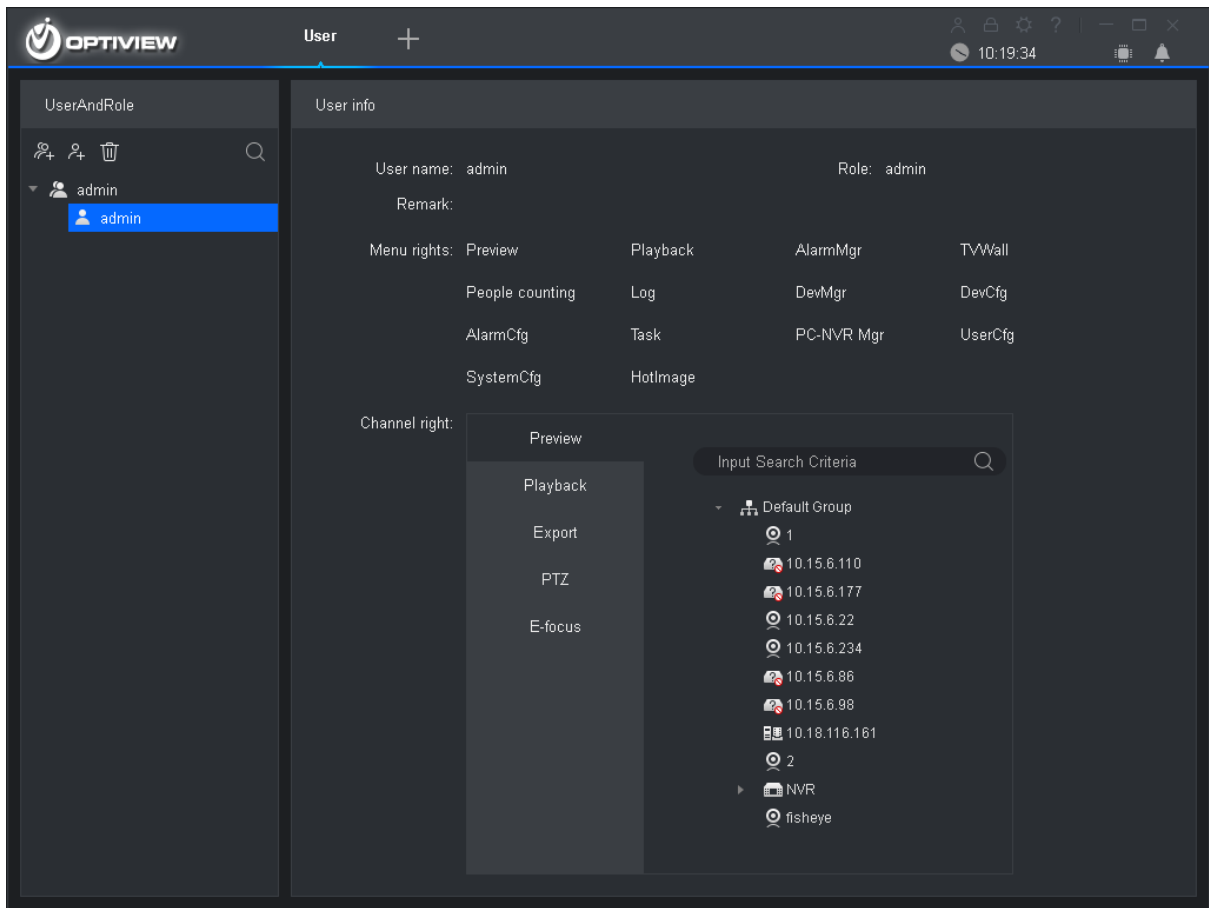 OPTIVIEW
User
?
10:19:34
UserAndRole
admin
admin
User info
User name: admin Role: admin
Remark:
Menu rights: Preview Playback AlarmMgr TVWall
People counting Log DevMgr DevCfg
AlarmCfg Task PC-NVR Mgr UserCfg
SystemCfg HotImage
Channel right:
Preview
Playback
Export
PTZ
E-focus
Input Search Criteria
Default Group
1
10.15.6.110
10.15.6.177
10.15.6.22
10.15.6.234
10.15.6.86
10.15.6.98
10.18.116.161
2
NVR
fisheye